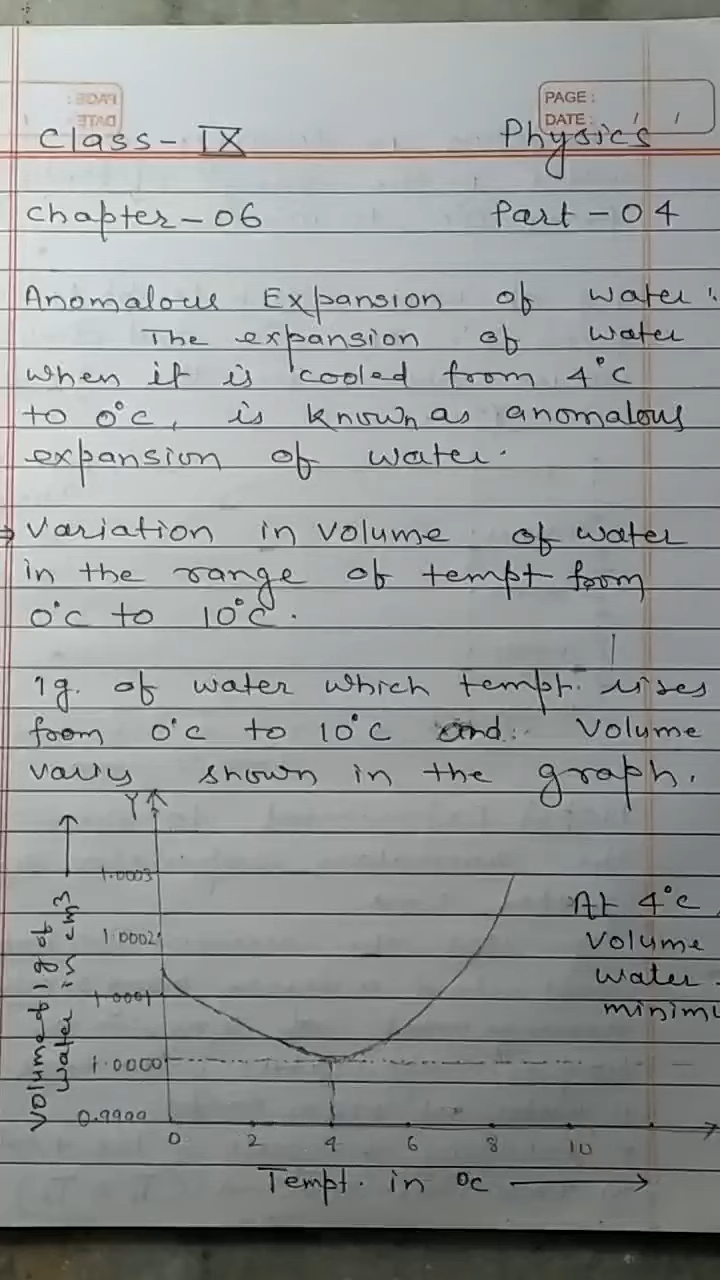 PAGE :
DATE : / /
Class - IX Physics
Chapter - 06 Part - 04
Anomalous Expansion of water :
The expansion of water
when it is cooled from 4°C
to 0°C, is known as anomalous
expansion of water.
→ Variation in volume of water
in the range of tempt from
0°C to 10°C.
1g. of water which tempt. rises
from 0°C to 10°C and Volume
vary shown in the graph.
Y
1.0003
1.0002
1.0001
1.0000
0.9999
Volume of 1g of
water in cm3
At 4°C
Volume
water
minimu
0 2 4 6 8 10
Tempt. in °C